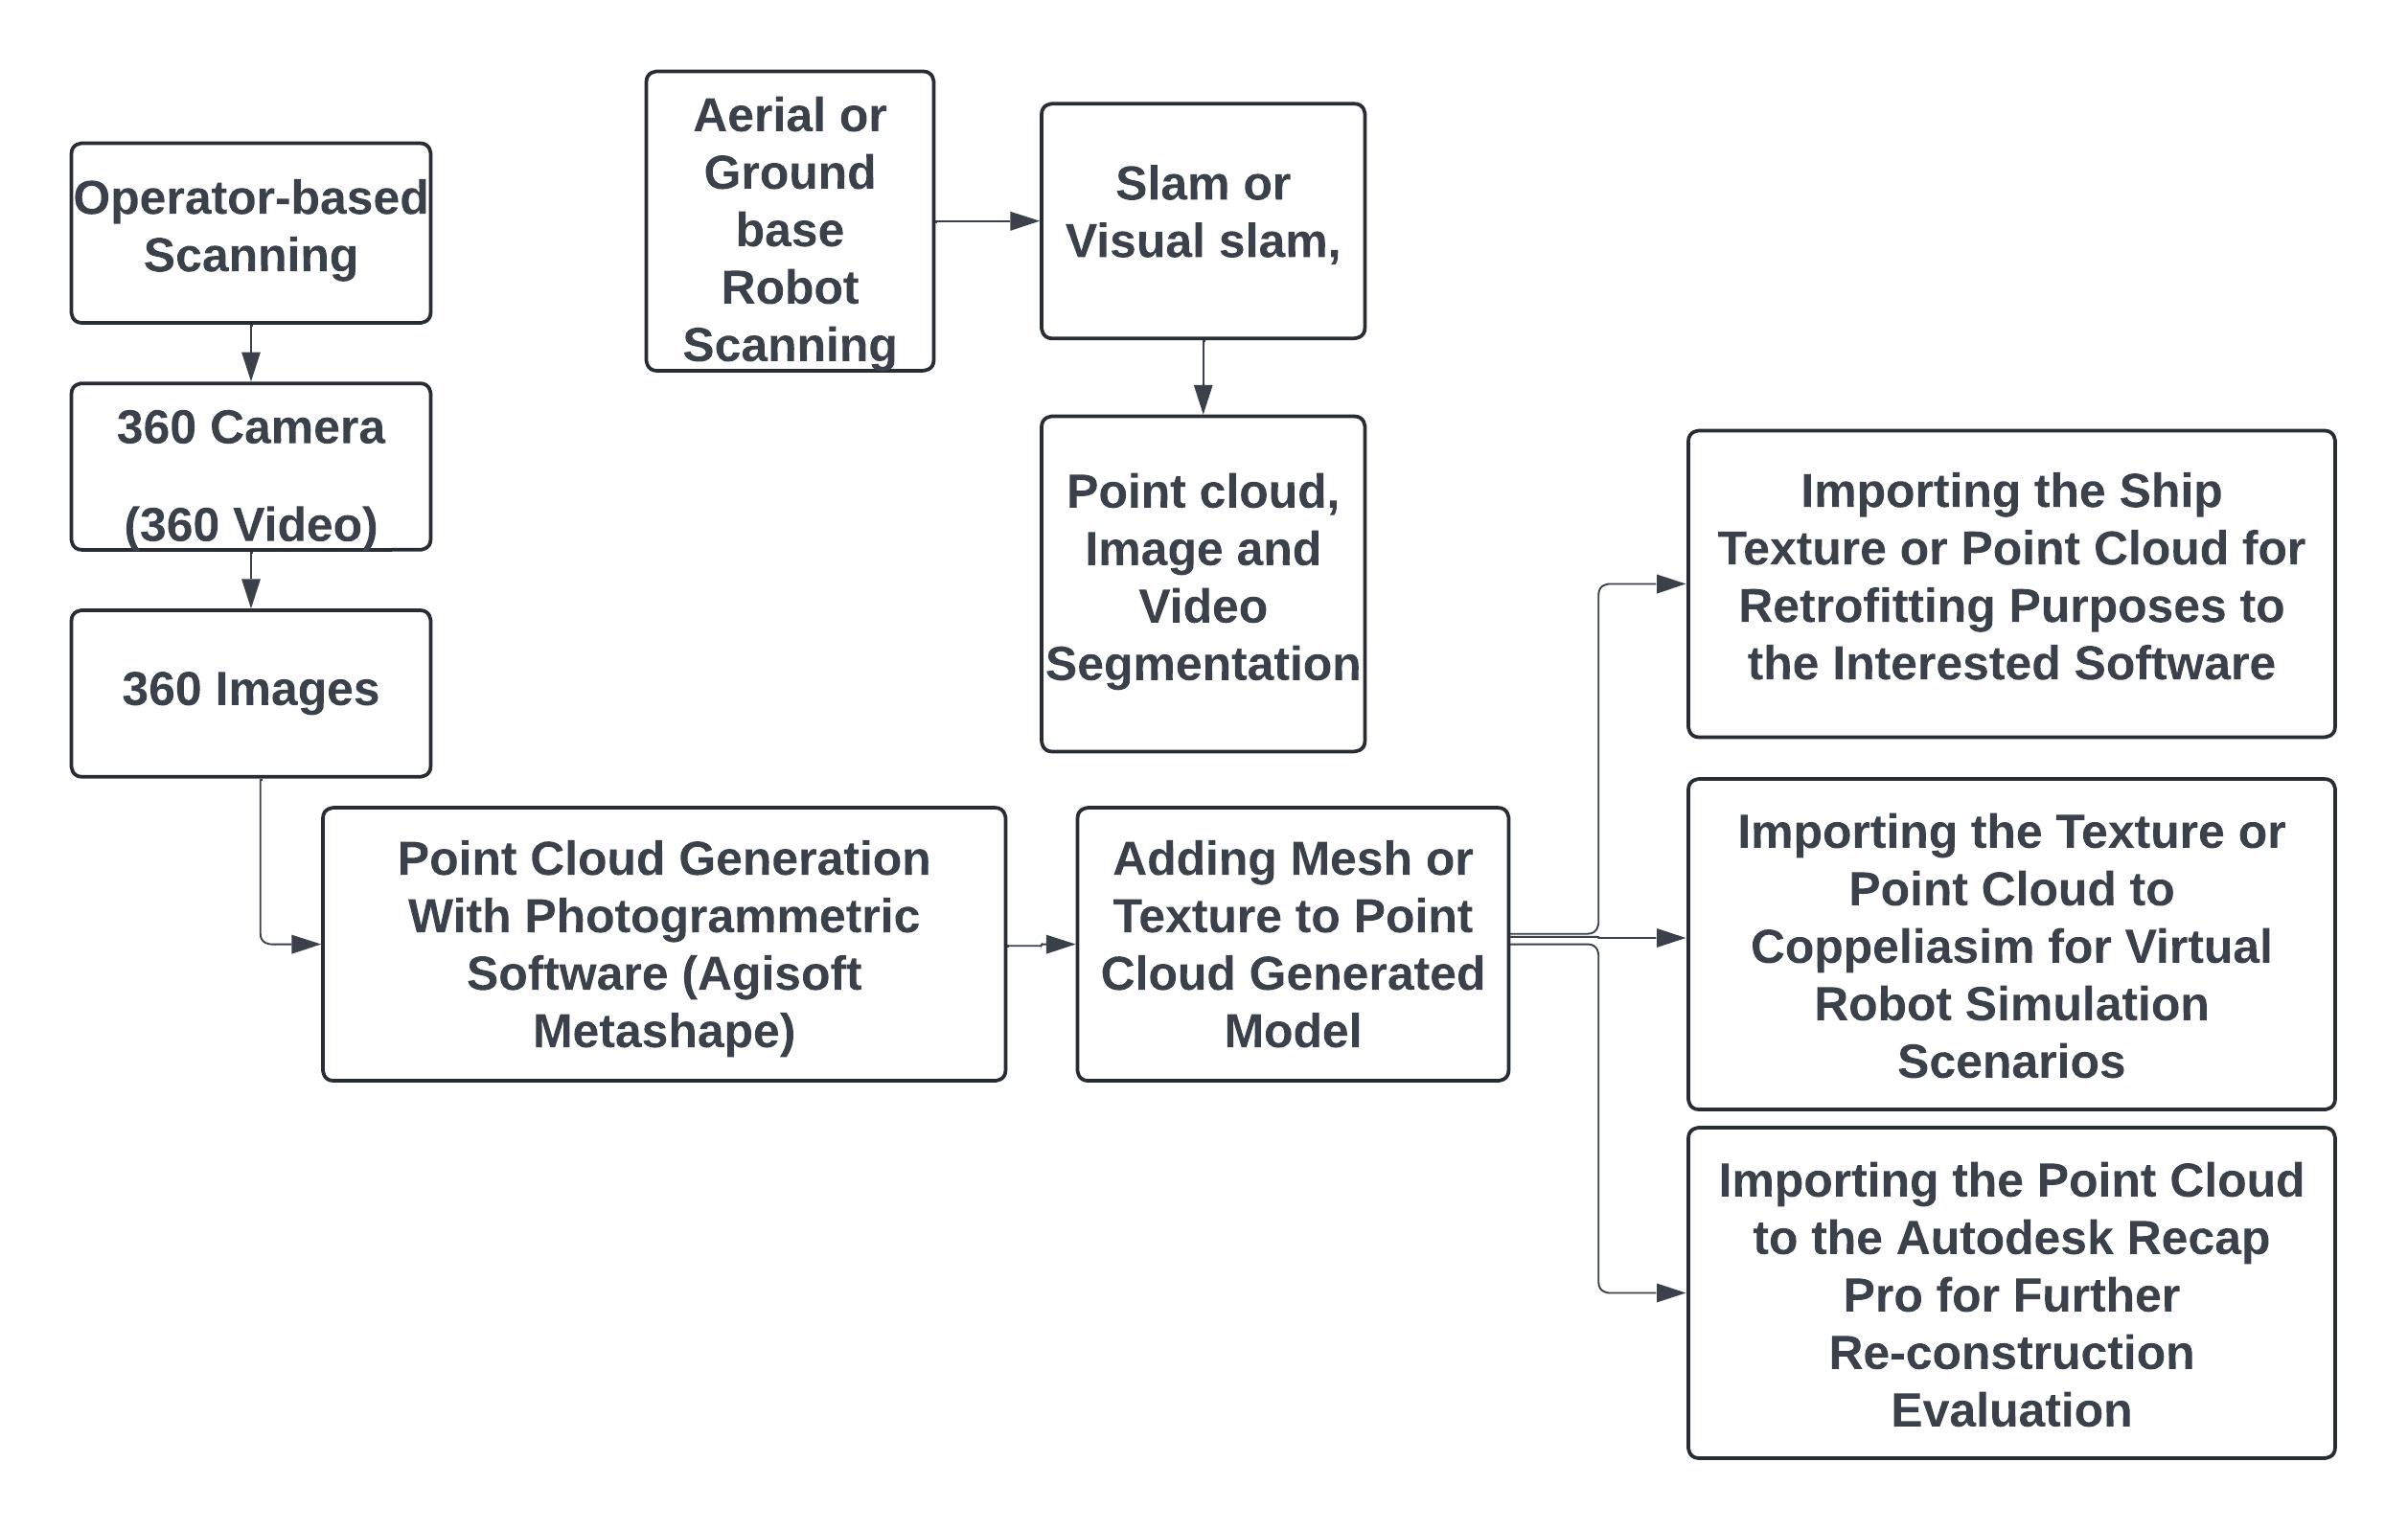 Operator-based
Scanning
360 Camera
(360 Video)
360 Images
Aerial or
Ground
base
Robot
Scanning
Slam or
Visual slam,
Point cloud,
Image and
Video
Segmentation
Point Cloud Generation
With Photogrammetric
Software (Agisoft
Metashape)
Adding Mesh or
Texture to Point
Cloud Generated
Model
Importing the Ship
Texture or Point Cloud for
Retrofitting Purposes to
the Interested Software
Importing the Texture or
Point Cloud to
Coppeliasim for Virtual
Robot Simulation
Scenarios
Importing the Point Cloud
to the Autodesk Recap
Pro for Further
Re-construction
Evaluation